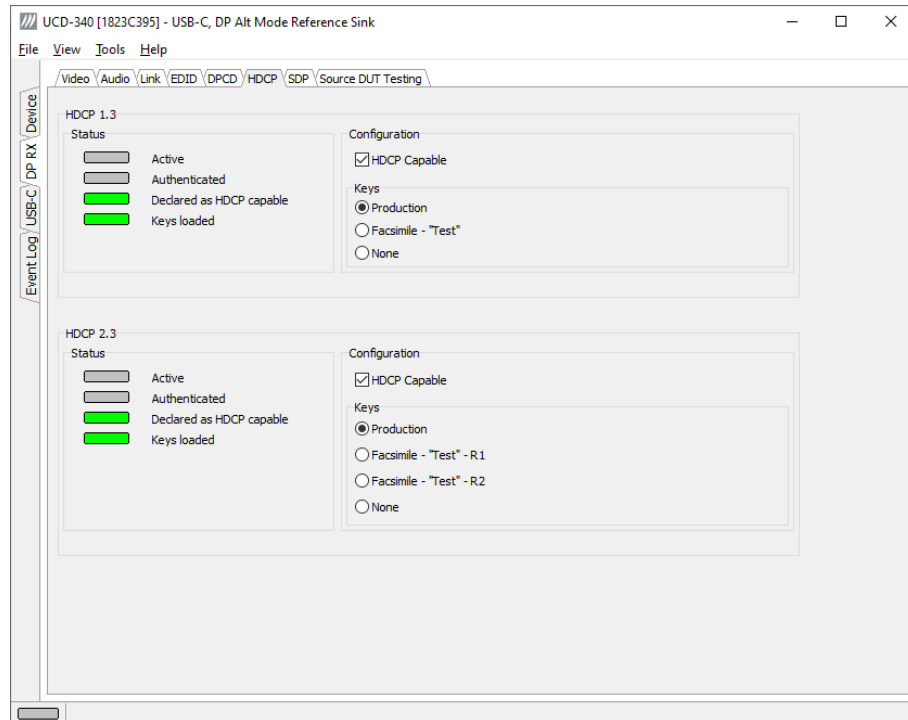 UCD-340 [1823C395] - USB-C, DP Alt Mode Reference Sink
File View Tools Help
Video Audio Link EDID DPCD HDCP SDP Source DUT Testing
Device
DP RX
USB-C
Event Log
HDCP 1.3
Status
Active
Authenticated
Declared as HDCP capable
Keys loaded
Configuration
HDCP Capable
Keys
Production
Facsimile - "Test"
None
HDCP 2.3
Status
Active
Authenticated
Declared as HDCP capable
Keys loaded
Configuration
HDCP Capable
Keys
Production
Facsimile - "Test" - R1
Facsimile - "Test" - R2
None